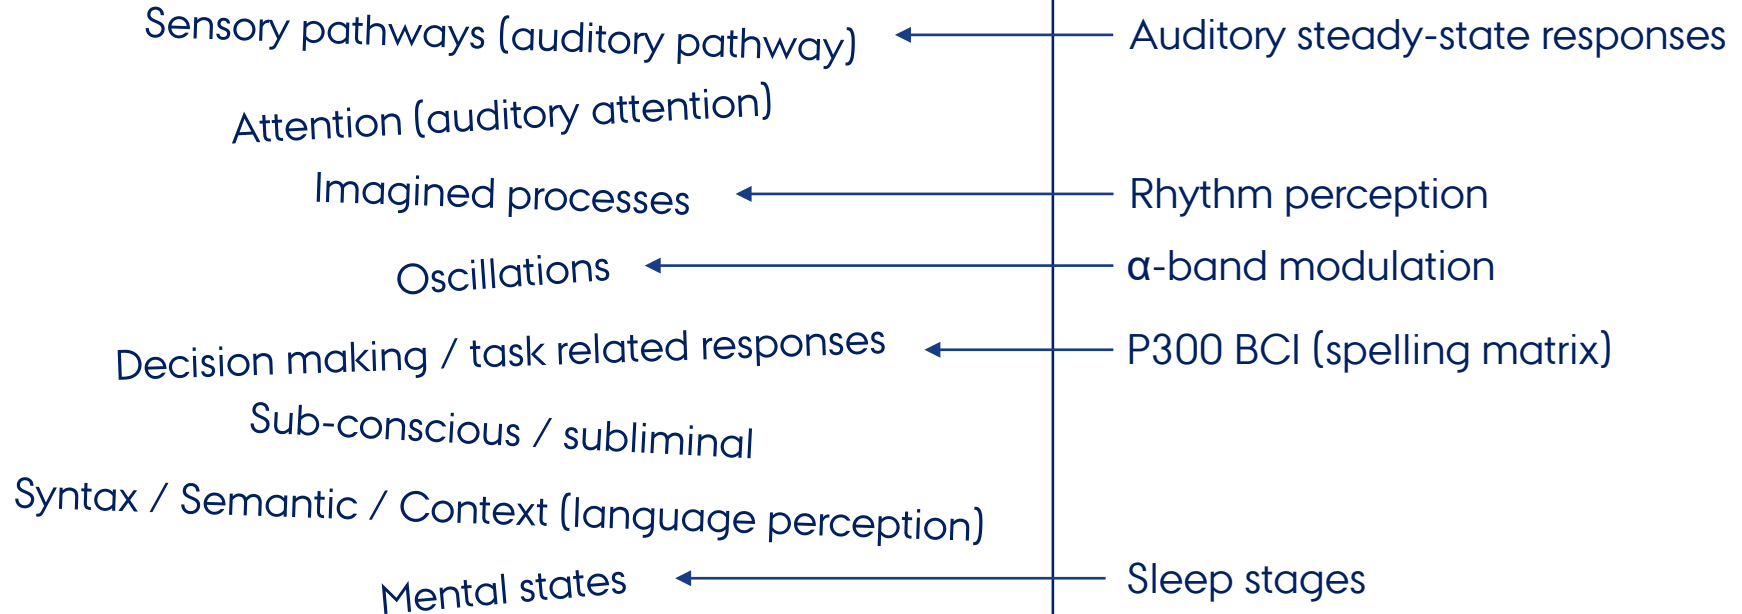 Sensory pathways (auditory pathway)
Auditory steady-state responses
Attention (auditory attention)
Imagined processes
Rhythm perception
Oscillations
α-band modulation
Decision making / task related responses
P300 BCI (spelling matrix)
Sub-conscious / subliminal
Syntax / Semantic / Context (language perception)
Mental states
Sleep stages